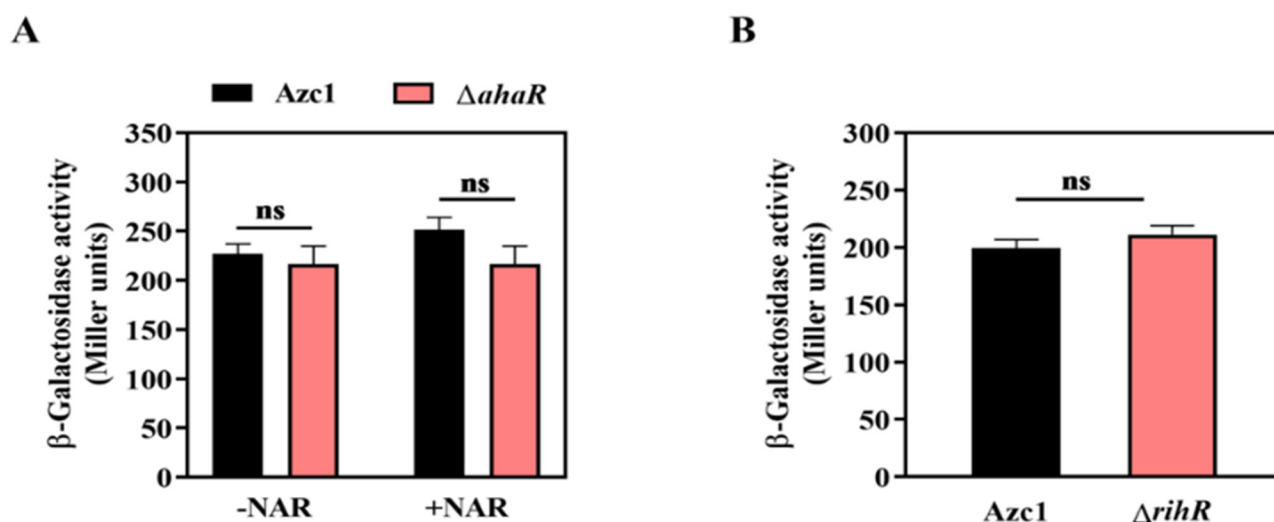 A
Azc1 ΔahaR
β-Galactosidase activity
(Miller units)
350
300
250
200
150
100
50
0
ns
ns
-NAR +NAR
B
β-Galactosidase activity
(Miller units)
300
250
200
150
100
50
0
ns
Azc1 ΔrihR